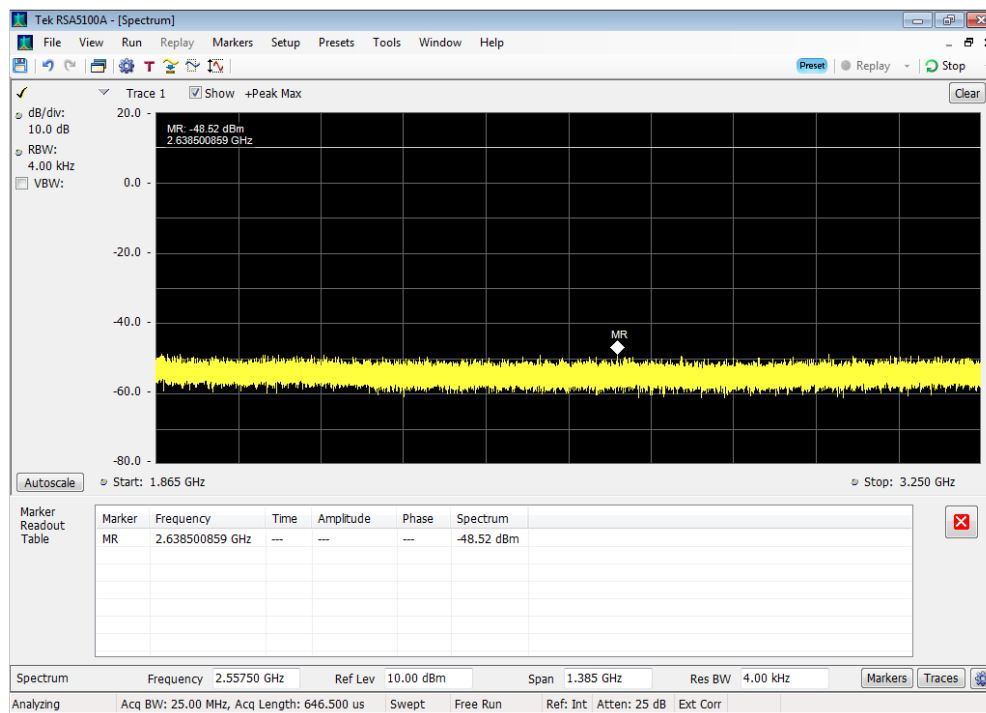 Tek RSA5100A - [Spectrum]
File View Run Replay Markers Setup Presets Tools Window Help
T Preset Replay Stop
Trace 1 Show +Peak Max Clear
dB/div:
10.0 dB
RBW:
4.00 kHz
VBW:
20.0
0.0
-20.0
-40.0
-60.0
-80.0
MR: -48.52 dBm
2.638500859 GHz
MR
Autoscale Start: 1.865 GHz Stop: 3.250 GHz
Marker
Readout
Table
Marker Frequency Time Amplitude Phase Spectrum
MR 2.638500859 GHz --- --- --- -48.52 dBm
Spectrum Frequency 2.55750 GHz Ref Lev 10.00 dBm Span 1.385 GHz Res BW 4.00 kHz Markers Traces
Analyzing Acq BW: 25.00 MHz, Acq Length: 646.500 us Swept Free Run Ref: Int Atten: 25 dB Ext Corr